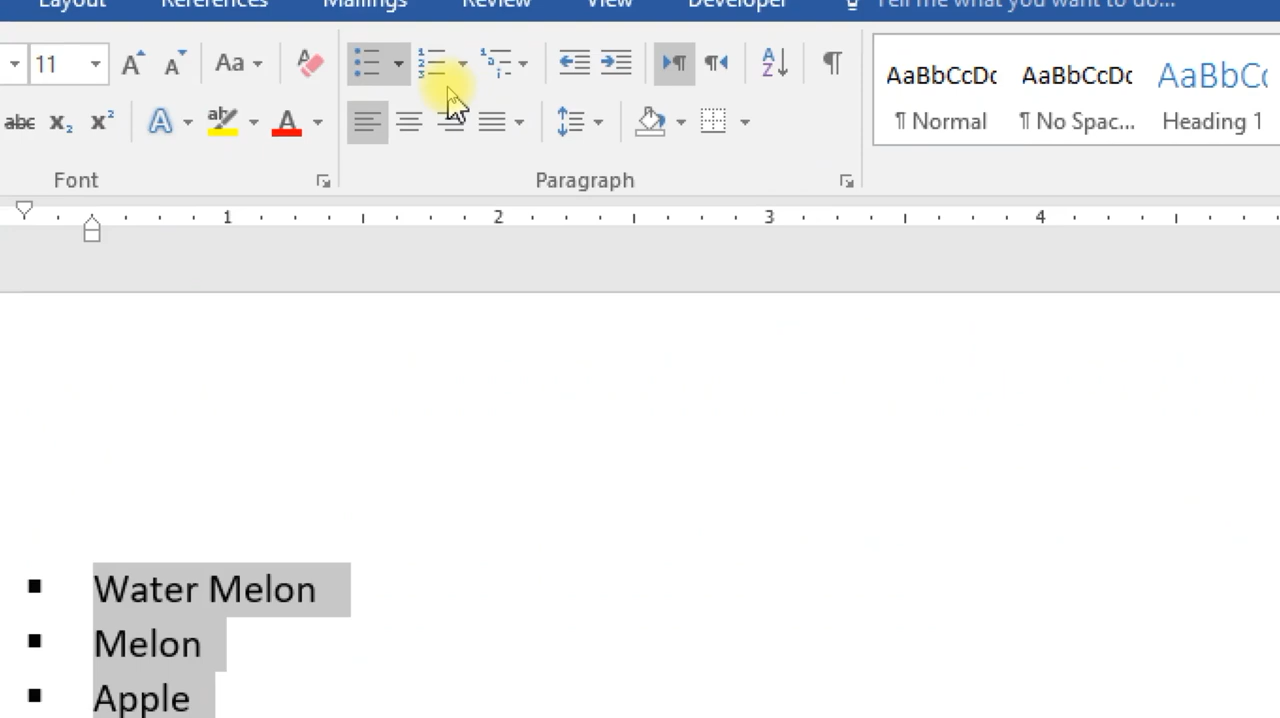 Layout References Mailings Review View Developer Tell me what you want to do...
11 A A Aa
abc x₂ x² A ab A
Font Paragraph
AaBbCcDc AaBbCcDc AaBbCc
¶ Normal ¶ No Spac... Heading 1
1 2 3 4
▪ Water Melon
▪ Melon
▪ Apple